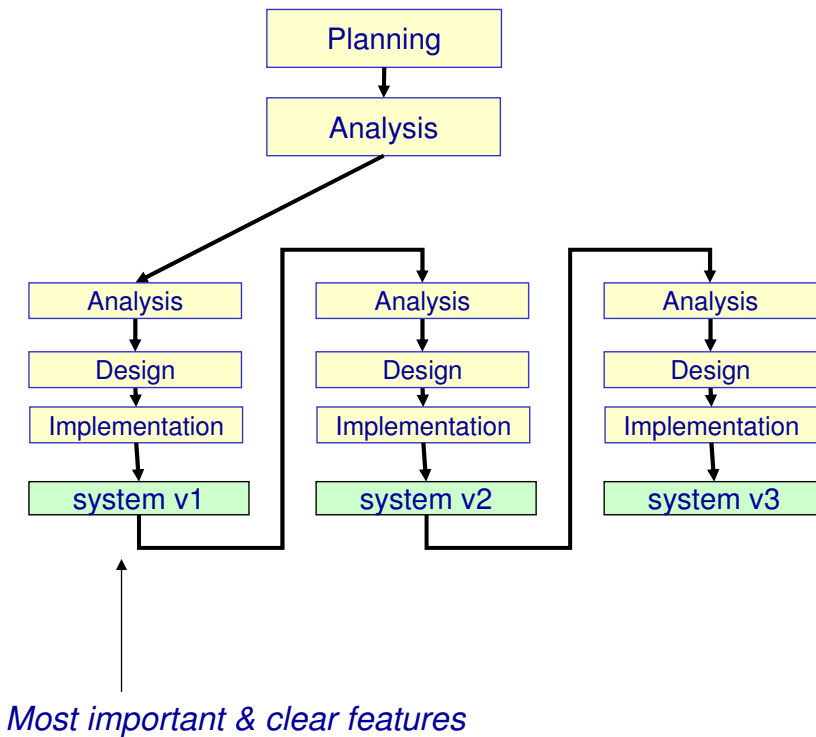 Planning
Analysis
Analysis
Analysis
Analysis
Design
Design
Design
Implementation
Implementation
Implementation
system v1
system v2
system v3
Most important & clear features